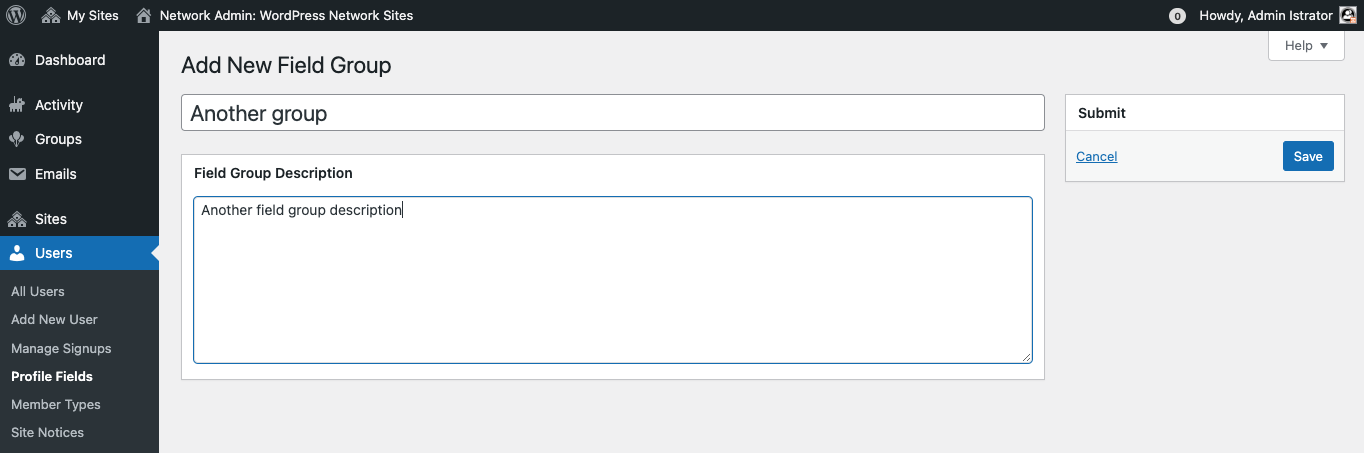 My Sites
Network Admin: WordPress Network Sites
0
Howdy, Admin Istrator
Help
Dashboard
Activity
Groups
Emails
Sites
Users
All Users
Add New User
Manage Signups
Profile Fields
Member Types
Site Notices
Add New Field Group
Another group
Field Group Description
Another field group description
Submit
Cancel
Save